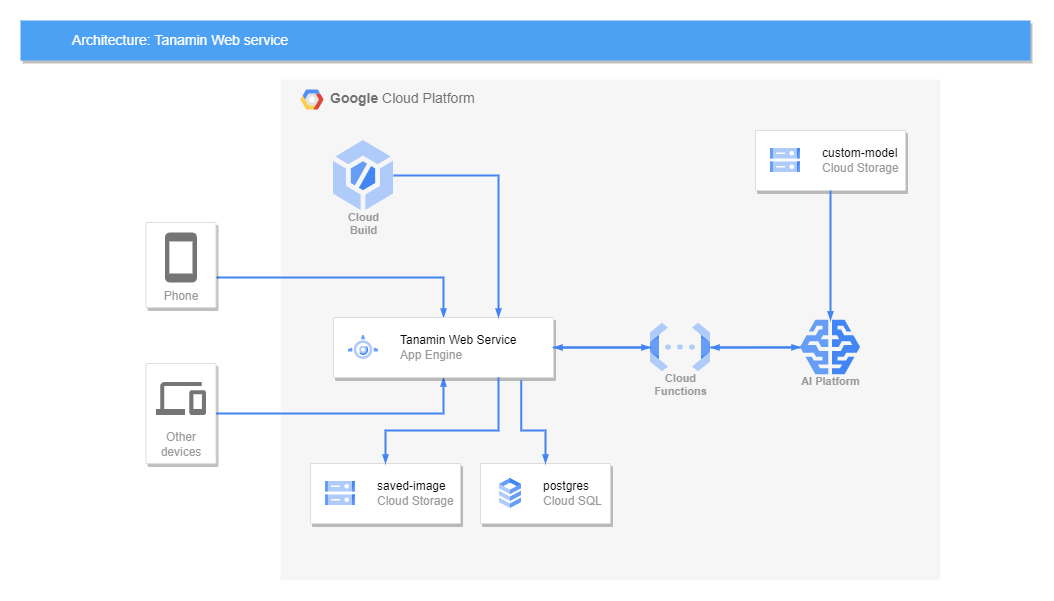 Architecture: Tanamin Web service
Google Cloud Platform
Cloud
Build
custom-model
Cloud Storage
Phone
Tanamin Web Service
App Engine
Cloud
Functions
AI Platform
Other
devices
saved-image
Cloud Storage
postgres
Cloud SQL